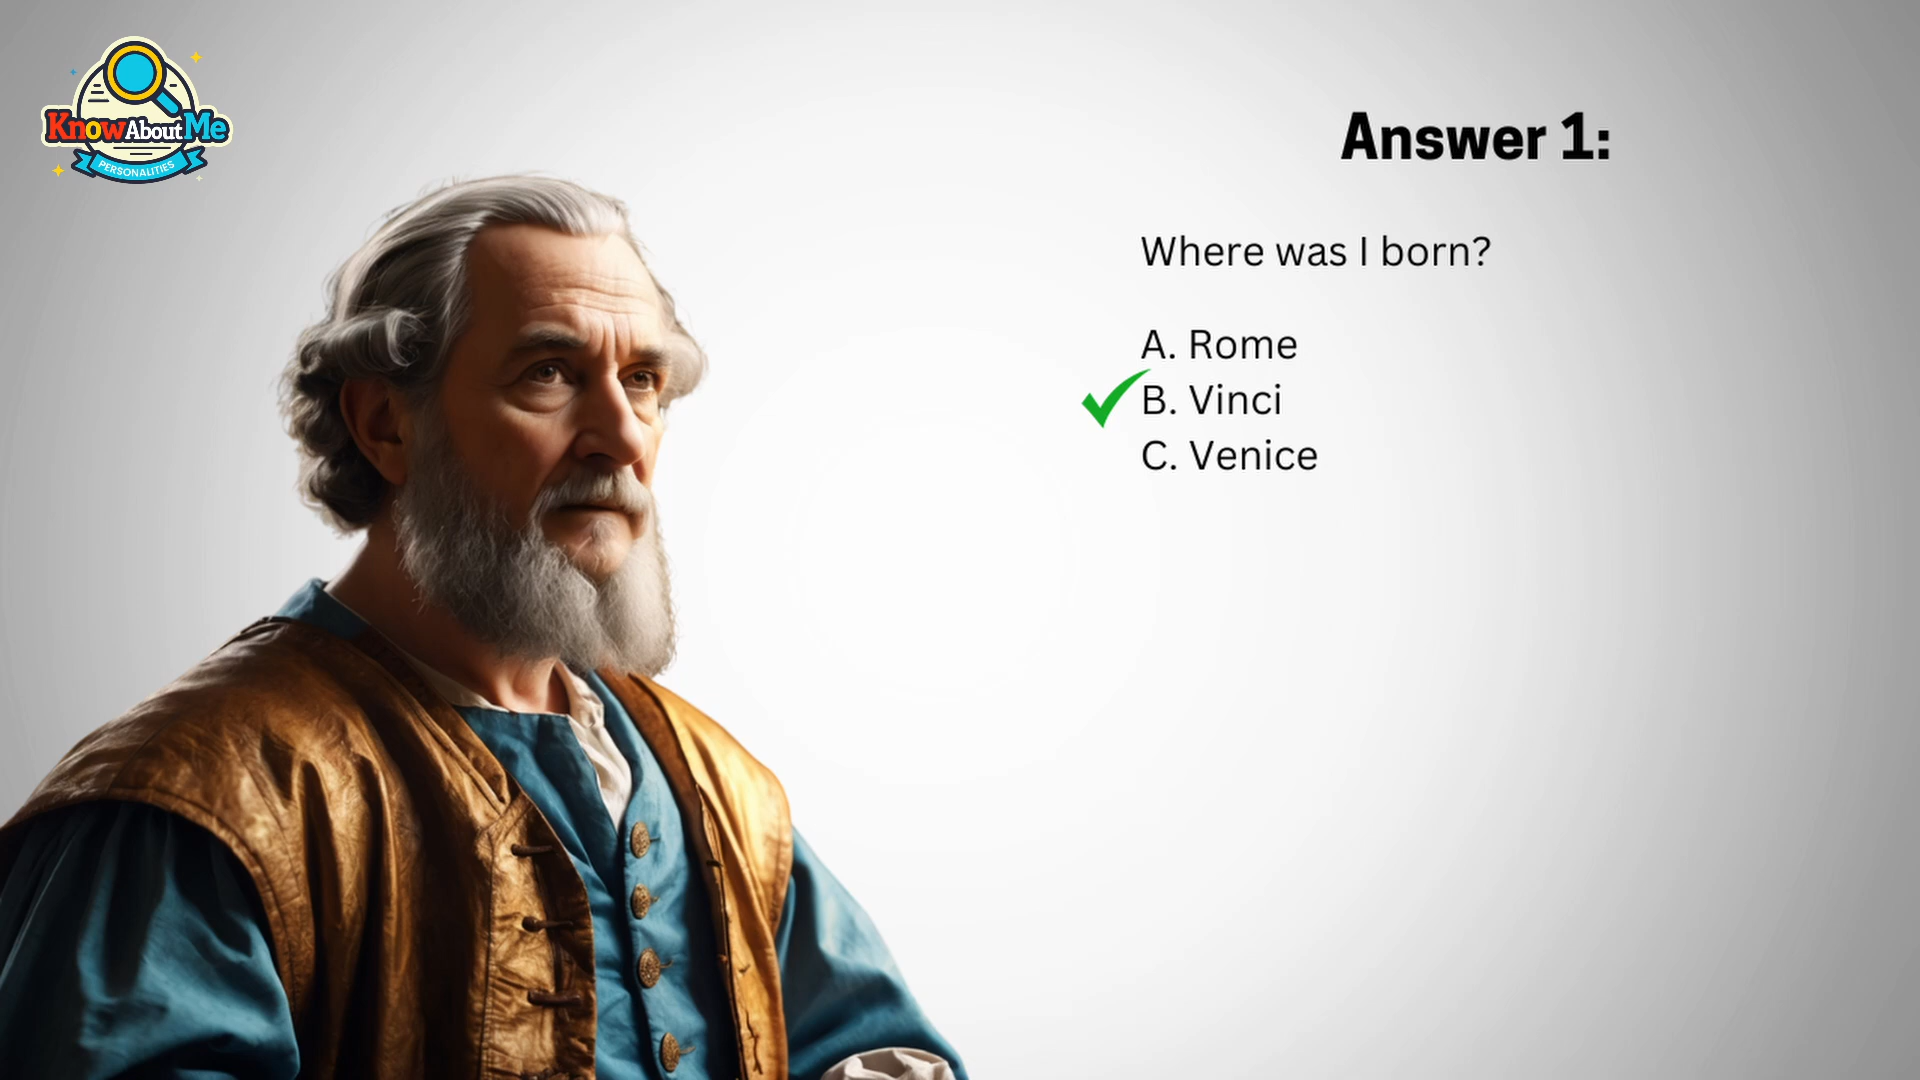 KnowAboutMe
PERSONALITIES
Answer 1:
Where was I born?
A. Rome
B. Vinci
C. Venice